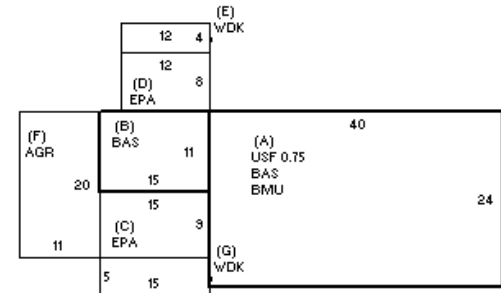 (E)
WDK
12 4
12
8
(D)
EPA
(F)
AGR
20
11
(B)
BAS
11
15
15
(C)
EPA
9
40
(A)
USF 0.75
BAS
BMU
24
(G)
WDK
5
15